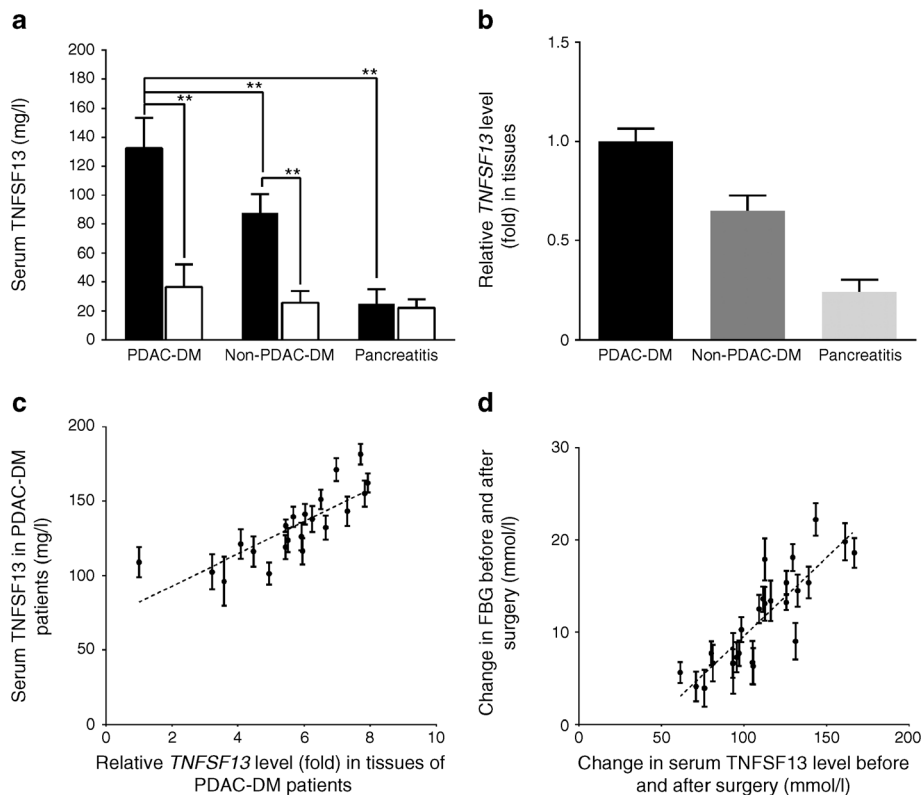 a
Serum TNFSF13 (mg/l)
200
180
160
140
120
100
80
60
40
20
0
**
**
**
**
PDAC-DM
Non-PDAC-DM
Pancreatitis
b
Relative TNFSF13 level
(fold) in tissues
1.5
1.0
0.5
0
PDAC-DM
Non-PDAC-DM
Pancreatitis
c
Serum TNFSF13 in PDAC-DM
patients (mg/l)
200
150
100
50
0
0
2
4
6
8
10
Relative TNFSF13 level (fold) in tissues of
PDAC-DM patients
d
Change in FBG before and after
surgery (mmol/l)
30
20
10
0
50
100
150
200
Change in serum TNFSF13 level before
and after surgery (mmol/l)